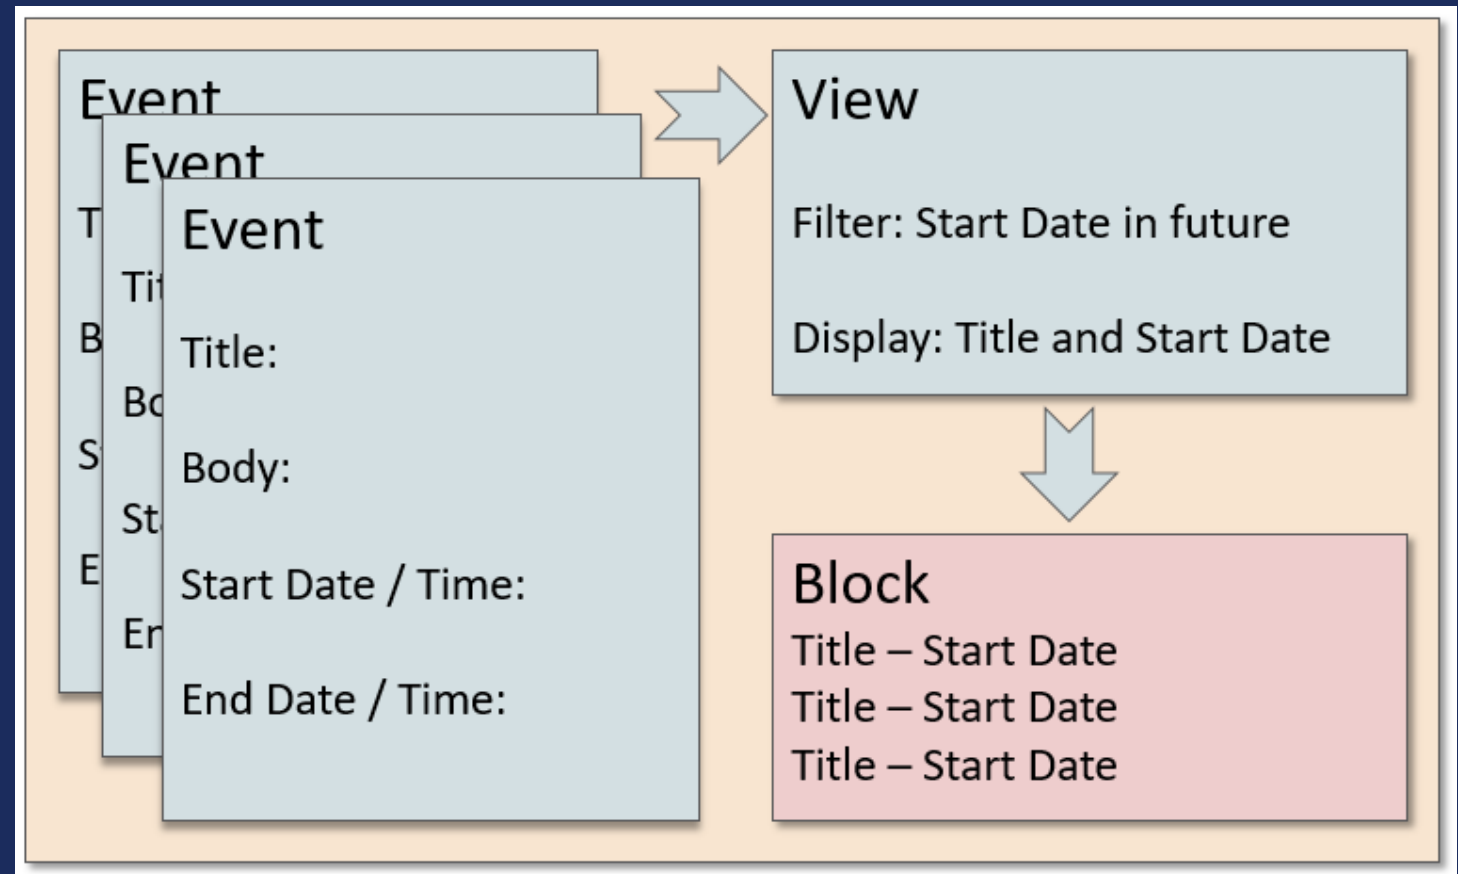 Event
Event
Event
Title:
Body:
Start Date / Time:
End Date / Time:
View
Filter: Start Date in future
Display: Title and Start Date
Block
Title – Start Date
Title – Start Date
Title – Start Date